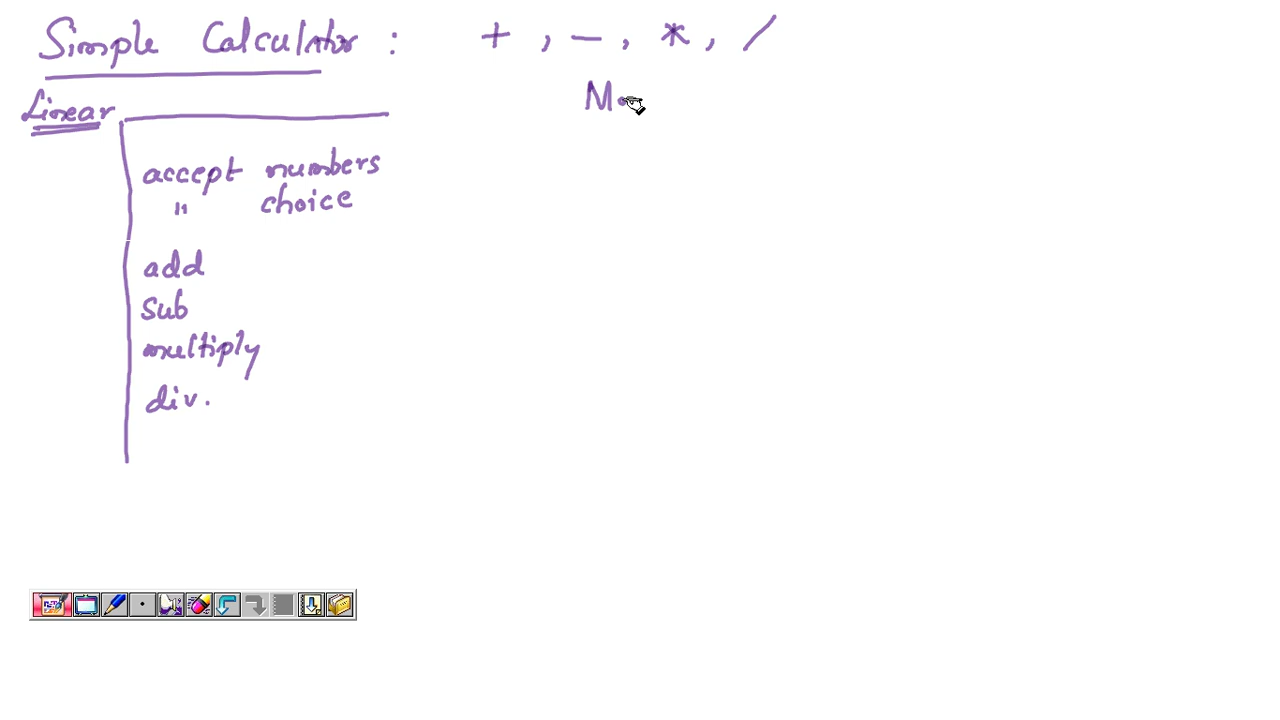 Simple Calculator : + , - , * , /
Linear
accept numbers
" choice
add
sub
multiply
div.